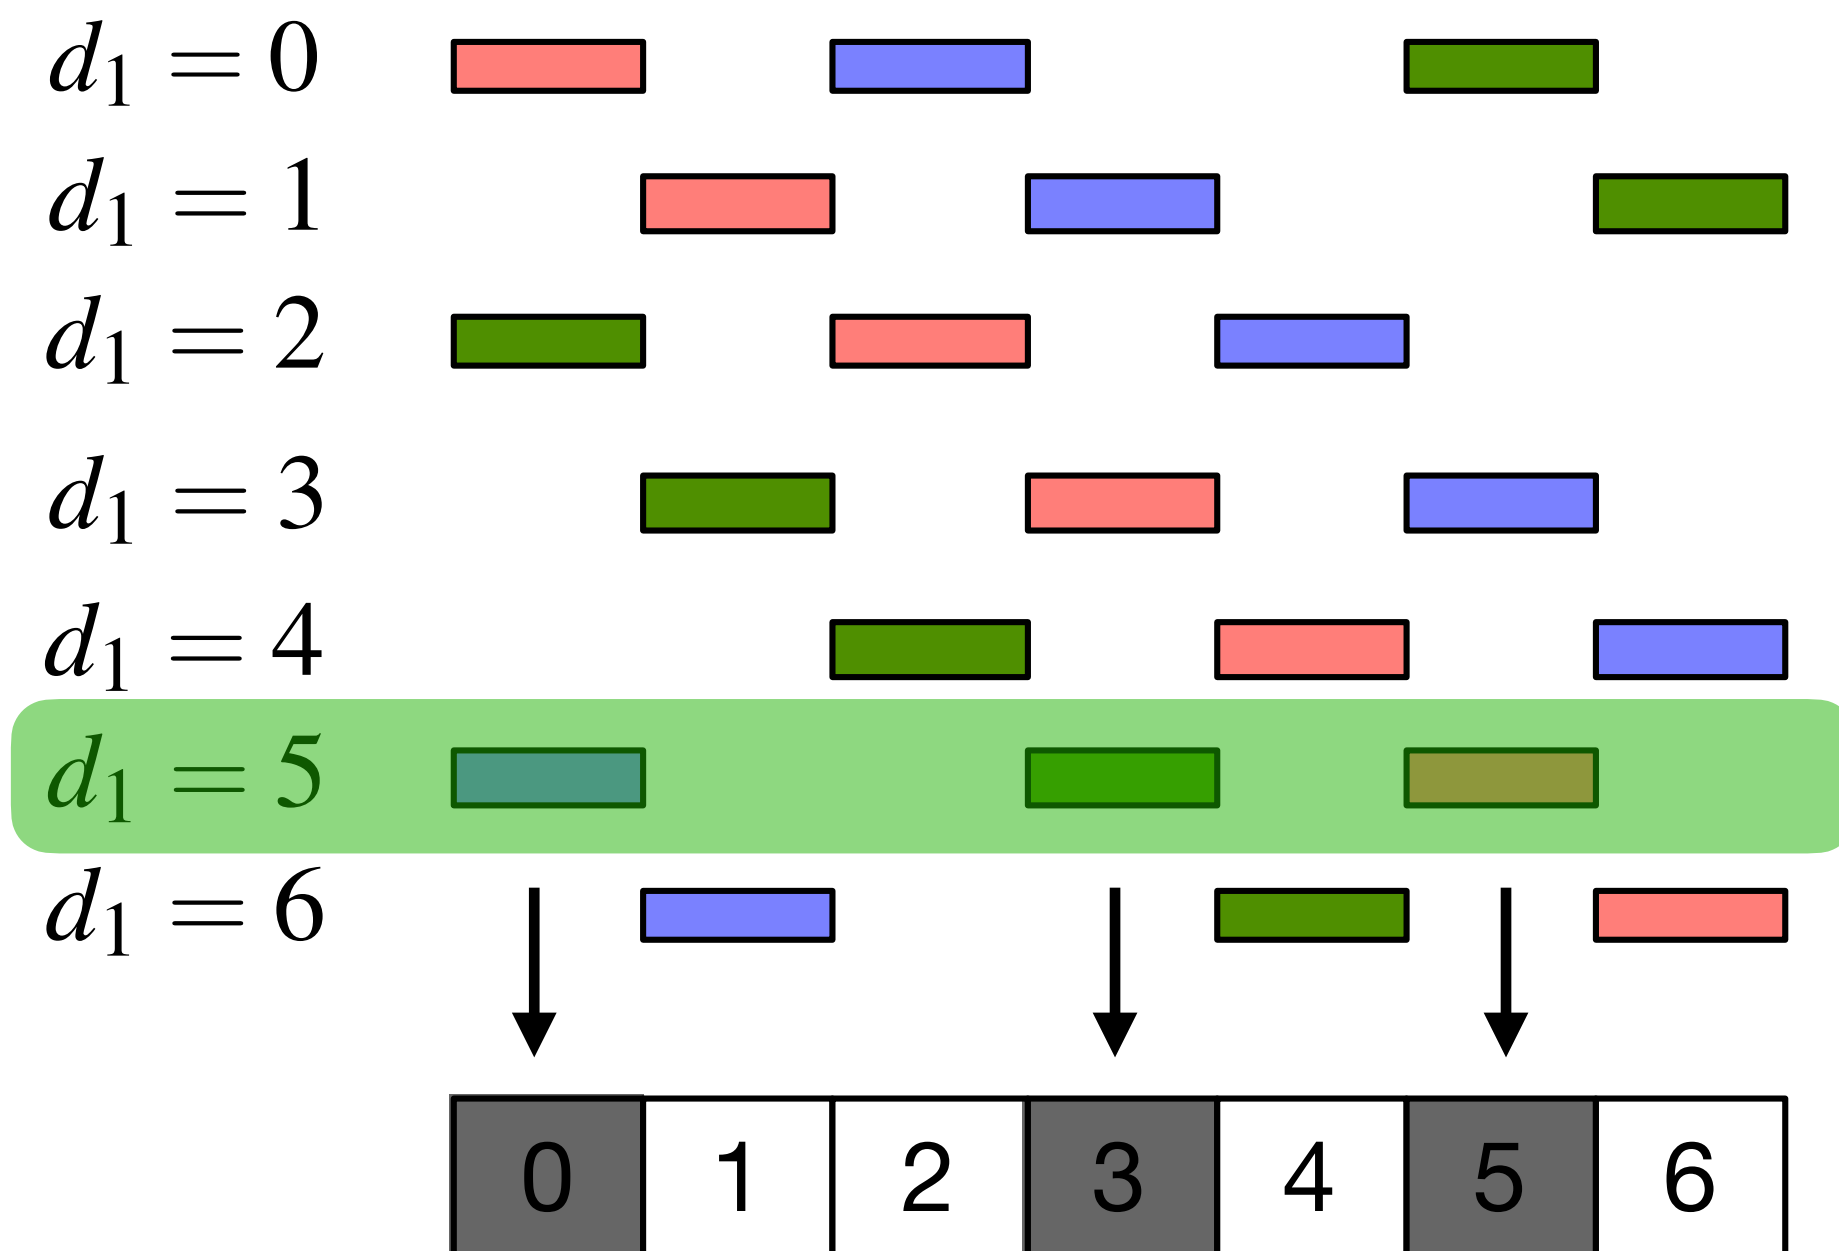 d₁ = 0
d₁ = 1
d₁ = 2
d₁ = 3
d₁ = 4
d₁ = 5
d₁ = 6
0 1 2 3 4 5 6